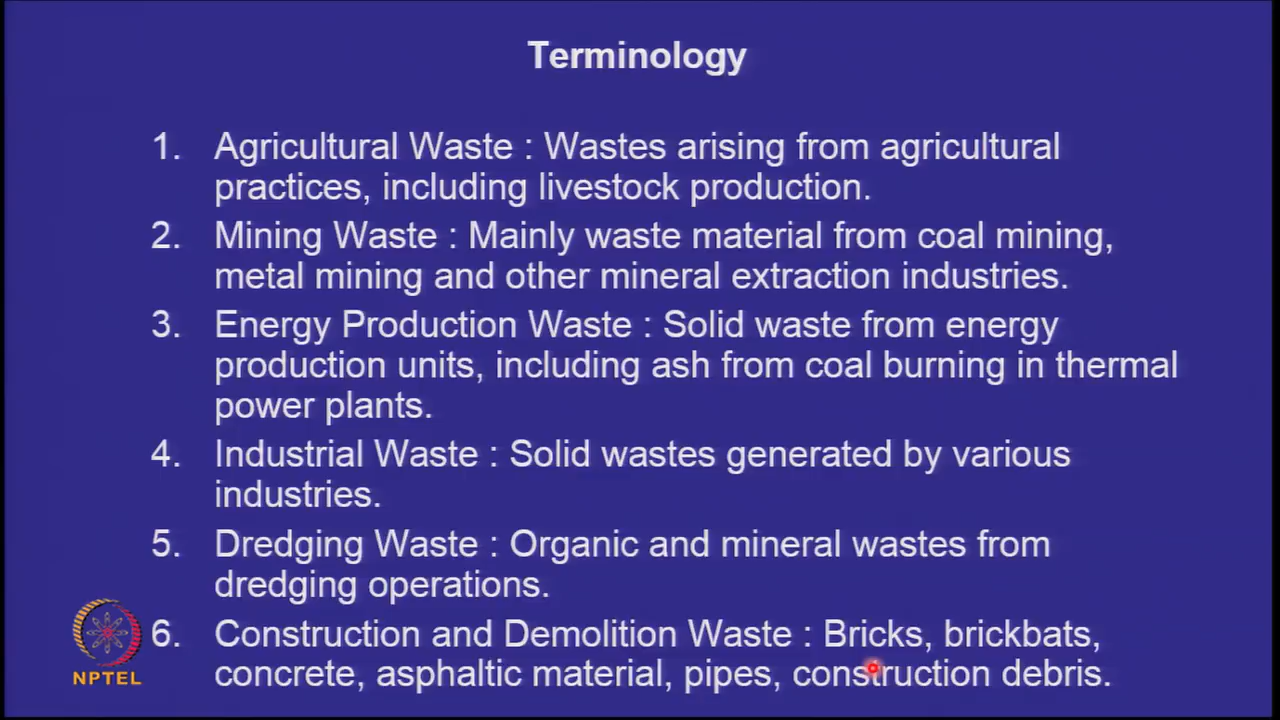 Terminology
1. Agricultural Waste : Wastes arising from agricultural
practices, including livestock production.
2. Mining Waste : Mainly waste material from coal mining,
metal mining and other mineral extraction industries.
3. Energy Production Waste : Solid waste from energy
production units, including ash from coal burning in thermal
power plants.
4. Industrial Waste : Solid wastes generated by various
industries.
5. Dredging Waste : Organic and mineral wastes from
dredging operations.
6. Construction and Demolition Waste : Bricks, brickbats,
concrete, asphaltic material, pipes, construction debris.
NPTEL